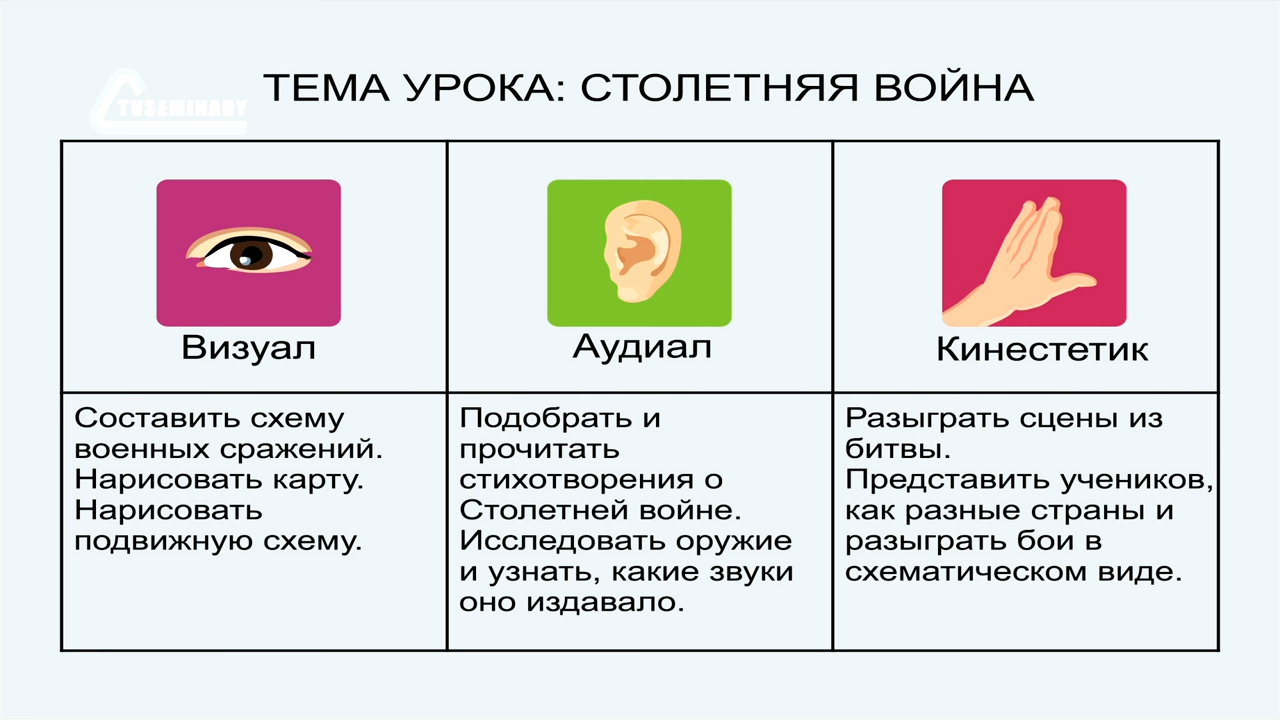 TVSEMINARY
ТЕМА УРОКА: СТОЛЕТНЯЯ ВОЙНА
Визуал
Аудиал
Кинестетик
Составить схему
военных сражений.
Нарисовать карту.
Нарисовать
подвижную схему.
Подобрать и
прочитать
стихотворения о
Столетней войне.
Исследовать оружие
и узнать, какие звуки
оно издавало.
Разыграть сцены из
битвы.
Представить учеников,
как разные страны и
разыграть бои в
схематическом виде.